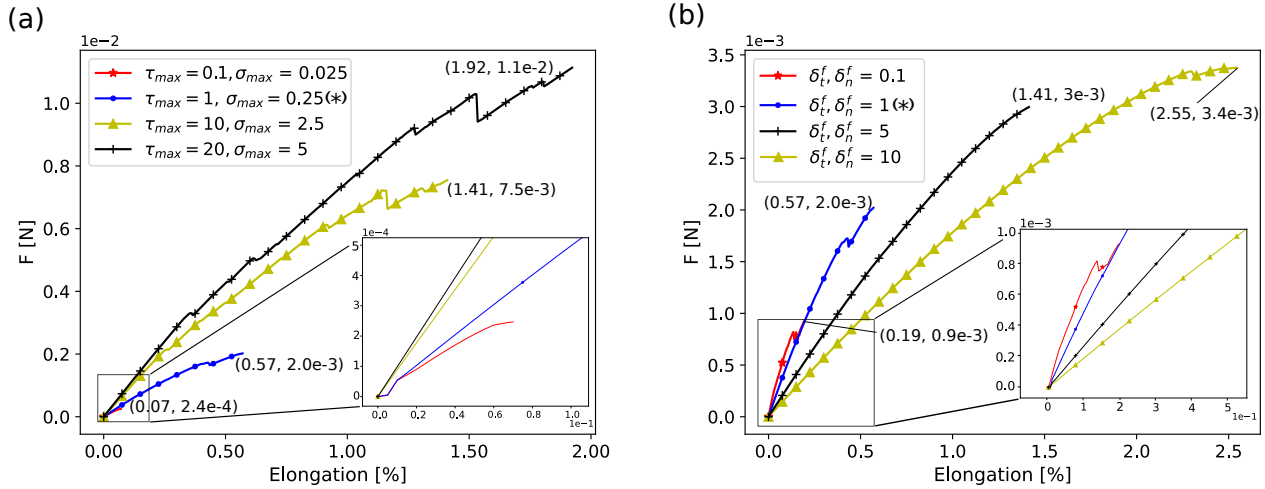 (a)
1e−2
F [N]
1.0
0.8
0.6
0.4
0.2
0.0
τmax = 0.1, σmax = 0.025
τmax = 1, σmax = 0.25(*)
τmax = 10, σmax = 2.5
τmax = 20, σmax = 5
(1.92, 1.1e-2)
(1.41, 7.5e-3)
(0.57, 2.0e-3)
(0.07, 2.4e-4)
1e−4
5
4
3
2
1
0
0.0 0.2 0.4 0.6 0.8 1.0
1e−1
0.00 0.50 1.00 1.50 2.00
Elongation [%]
(b)
1e−3
F [N]
3.5
3.0
2.5
2.0
1.5
1.0
0.5
0.0
δ_t^f, δ_n^f = 0.1
δ_t^f, δ_n^f = 1(*)
δ_t^f, δ_n^f = 5
δ_t^f, δ_n^f = 10
(1.41, 3e-3)
(2.55, 3.4e-3)
(0.57, 2.0e-3)
(0.19, 0.9e-3)
1e−3
1.0
0.8
0.6
0.4
0.2
0.0
0 1 2 3 4 5
1e−1
0.0 0.5 1.0 1.5 2.0 2.5
Elongation [%]